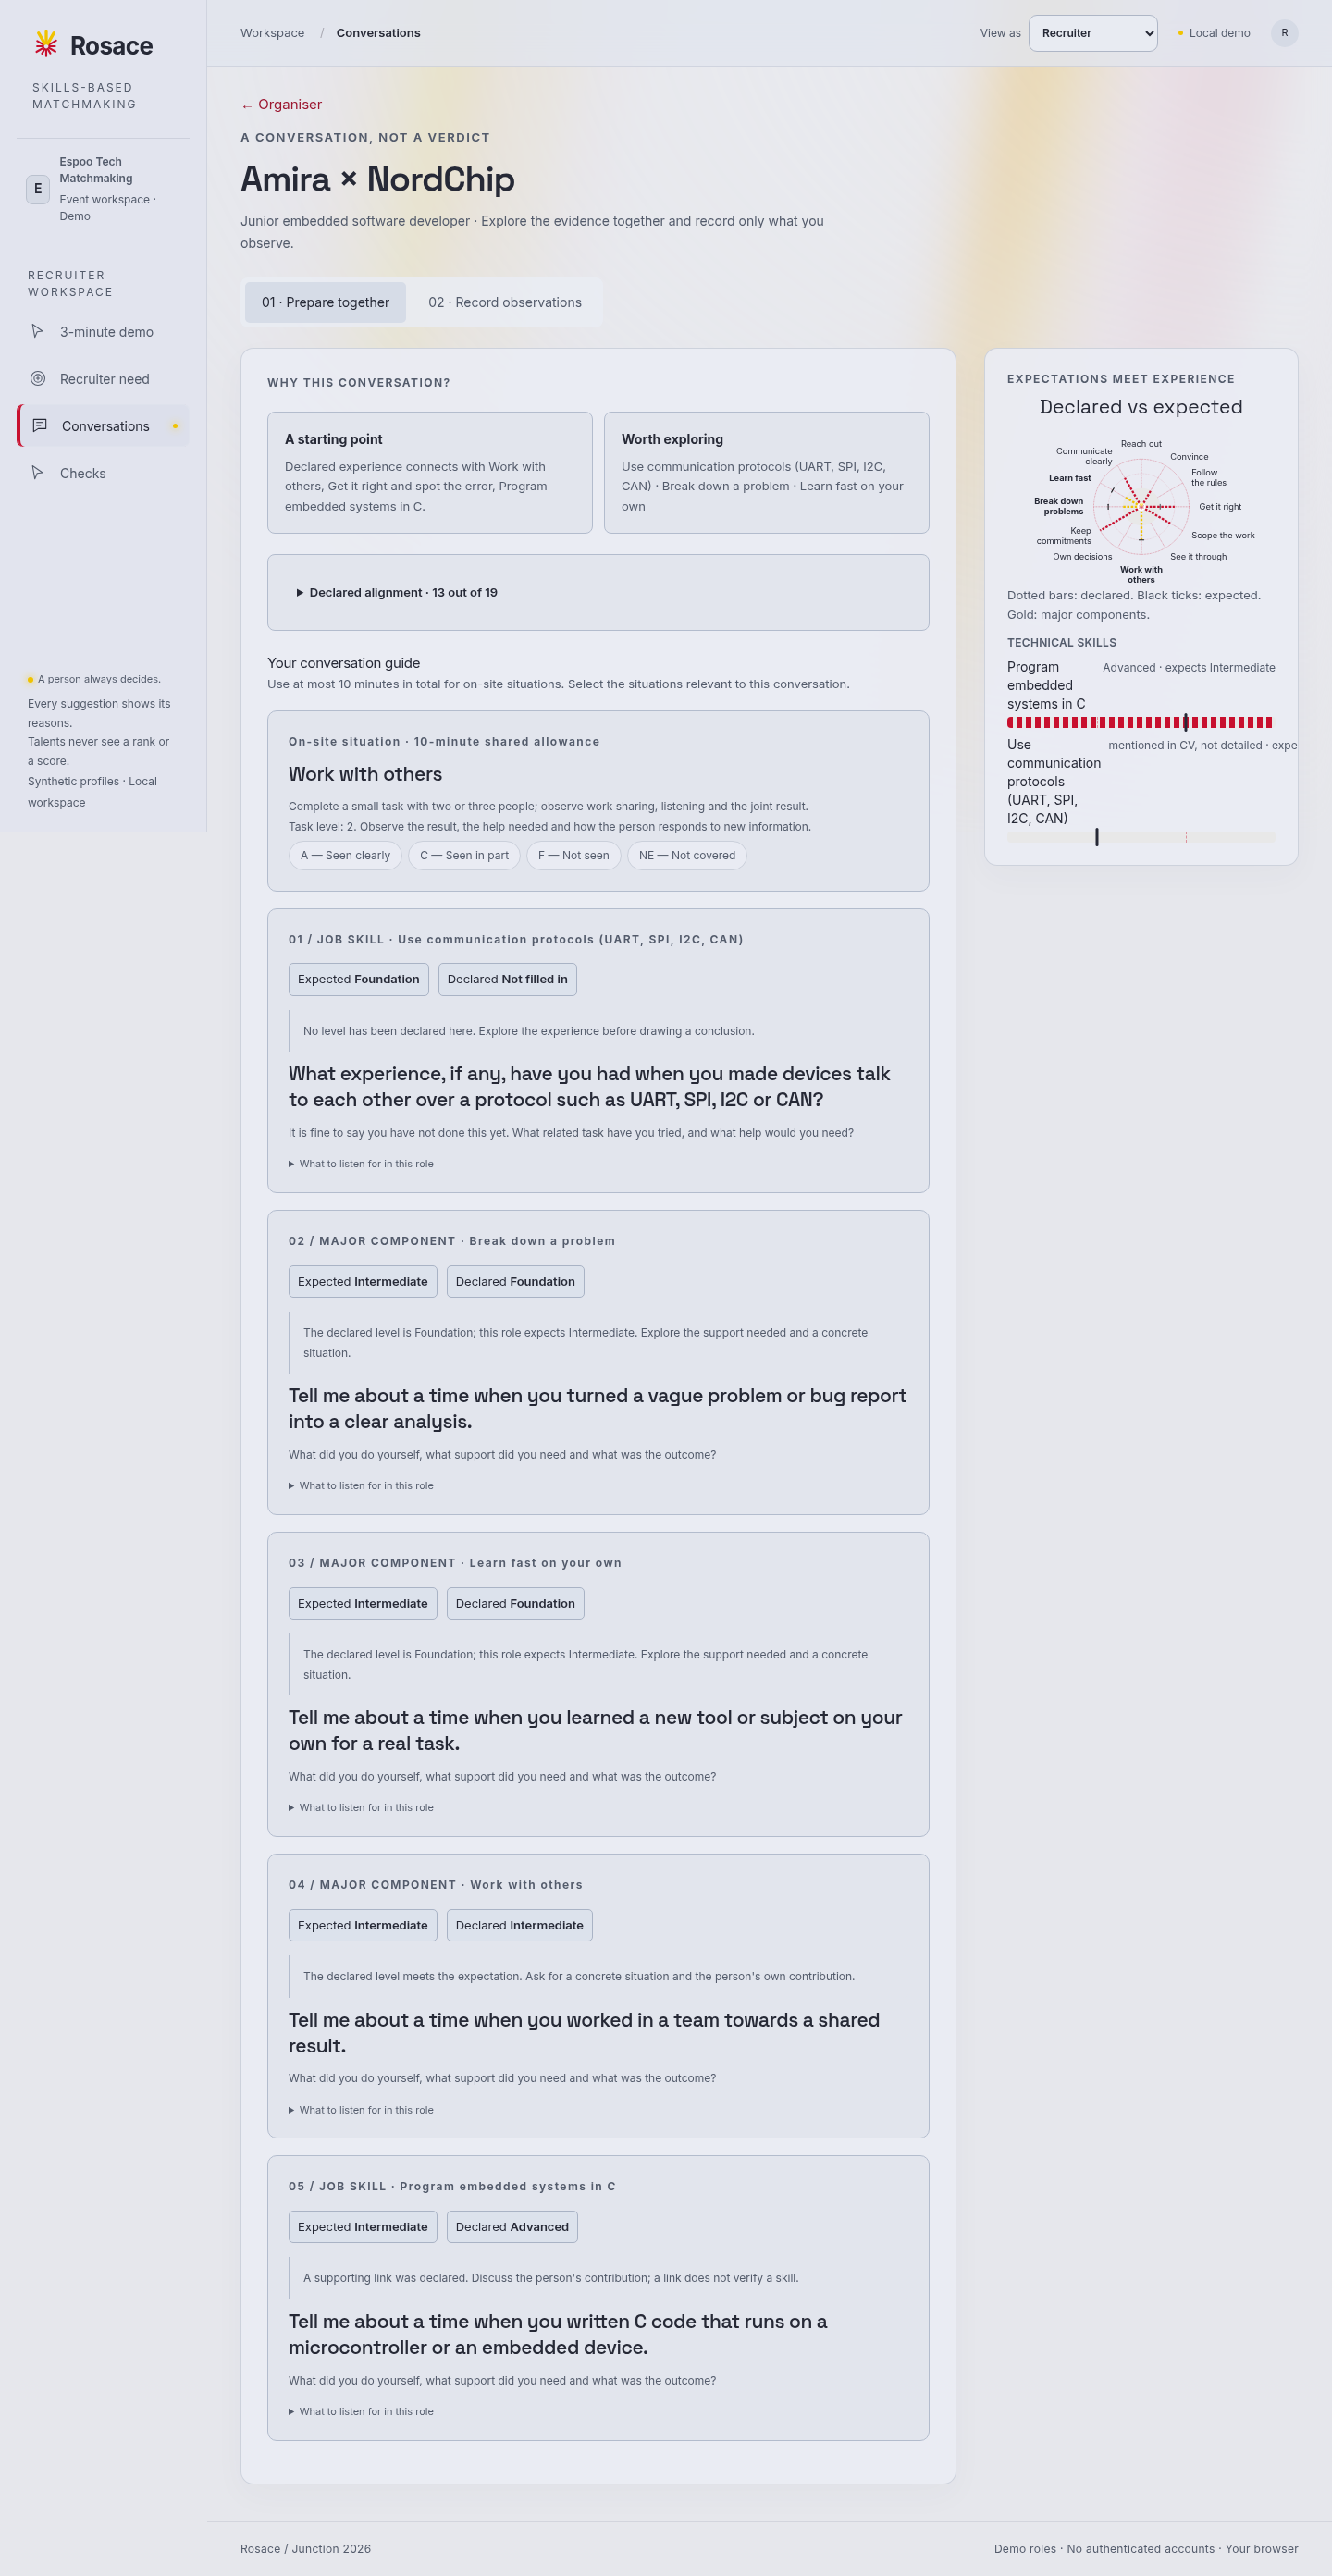 Rosace
SKILLS-BASED
MATCHMAKING
E
Espoo Tech
Matchmaking
Event workspace ·
Demo
RECRUITER
WORKSPACE
3-minute demo
Recruiter need
Conversations
Checks
A person always decides.
Every suggestion shows its
reasons.
Talents never see a rank or
a score.
Synthetic profiles · Local
workspace
Workspace / Conversations
View as
Recruiter
Local demo
R
← Organiser
A CONVERSATION, NOT A VERDICT
Amira × NordChip
Junior embedded software developer · Explore the evidence together and record only what you
observe.
01 · Prepare together
02 · Record observations
WHY THIS CONVERSATION?
A starting point
Declared experience connects with Work with
others, Get it right and spot the error, Program
embedded systems in C.
Worth exploring
Use communication protocols (UART, SPI, I2C,
CAN) · Break down a problem · Learn fast on your
own
Declared alignment · 13 out of 19
Your conversation guide
Use at most 10 minutes in total for on-site situations. Select the situations relevant to this conversation.
On-site situation · 10-minute shared allowance
Work with others
Complete a small task with two or three people; observe work sharing, listening and the joint result.
Task level: 2. Observe the result, the help needed and how the person responds to new information.
A — Seen clearly
C — Seen in part
F — Not seen
NE — Not covered
01 / JOB SKILL · Use communication protocols (UART, SPI, I2C, CAN)
Expected Foundation
Declared Not filled in
No level has been declared here. Explore the experience before drawing a conclusion.
What experience, if any, have you had when you made devices talk
to each other over a protocol such as UART, SPI, I2C or CAN?
It is fine to say you have not done this yet. What related task have you tried, and what help would you need?
What to listen for in this role
02 / MAJOR COMPONENT · Break down a problem
Expected Intermediate
Declared Foundation
The declared level is Foundation; this role expects Intermediate. Explore the support needed and a concrete
situation.
Tell me about a time when you turned a vague problem or bug report
into a clear analysis.
What did you do yourself, what support did you need and what was the outcome?
What to listen for in this role
03 / MAJOR COMPONENT · Learn fast on your own
Expected Intermediate
Declared Foundation
The declared level is Foundation; this role expects Intermediate. Explore the support needed and a concrete
situation.
Tell me about a time when you learned a new tool or subject on your
own for a real task.
What did you do yourself, what support did you need and what was the outcome?
What to listen for in this role
04 / MAJOR COMPONENT · Work with others
Expected Intermediate
Declared Intermediate
The declared level meets the expectation. Ask for a concrete situation and the person's own contribution.
Tell me about a time when you worked in a team towards a shared
result.
What did you do yourself, what support did you need and what was the outcome?
What to listen for in this role
05 / JOB SKILL · Program embedded systems in C
Expected Intermediate
Declared Advanced
A supporting link was declared. Discuss the person's contribution; a link does not verify a skill.
Tell me about a time when you written C code that runs on a
microcontroller or an embedded device.
What did you do yourself, what support did you need and what was the outcome?
What to listen for in this role
EXPECTATIONS MEET EXPERIENCE
Declared vs expected
Reach out
Convince
Follow
the rules
Get it right
Scope the work
See it through
Work with
others
Own decisions
Keep
commitments
Break down
problems
Learn fast
Communicate
clearly
Dotted bars: declared. Black ticks: expected.
Gold: major components.
TECHNICAL SKILLS
Program
embedded
systems in C
Advanced · expects Intermediate
Use
communication
protocols
(UART, SPI,
I2C, CAN)
mentioned in CV, not detailed · expe
Rosace / Junction 2026
Demo roles · No authenticated accounts · Your browser